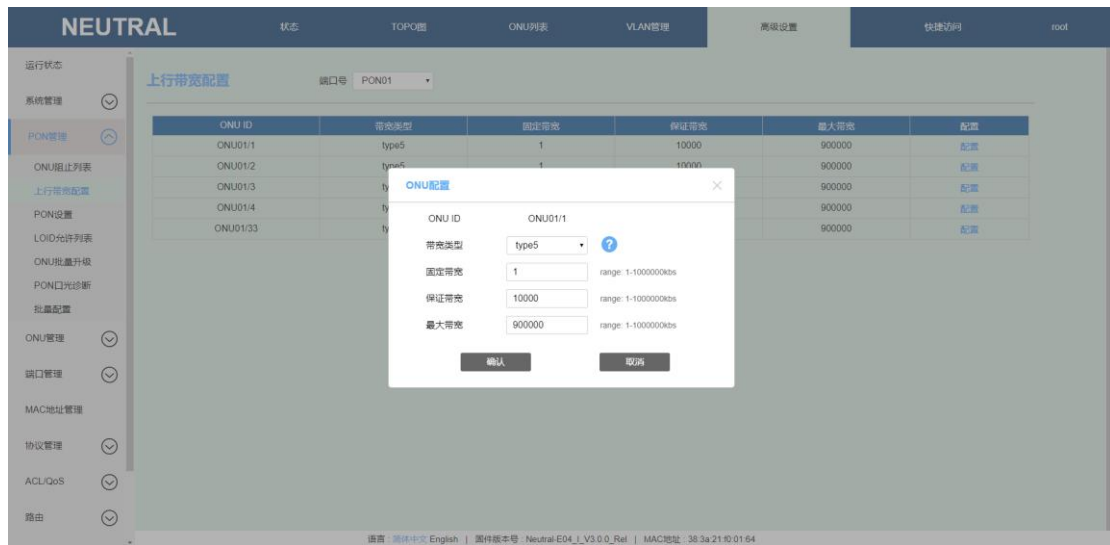 NEUTRAL 状态 TOPO图 ONU列表 VLAN管理 高级设置 快捷访问 root
运行状态
系统管理
PON管理
ONU阻止列表
上行带宽配置
PON设置
LOID允许列表
ONU批量升级
PON口光诊断
批量配置
ONU管理
端口管理
MAC地址管理
协议管理
ACL/QoS
路由
上行带宽配置 端口号 PON01
ONU ID 带宽类型 固定带宽 保证带宽 最大带宽 配置
ONU01/1 type5 1 10000 900000 配置
ONU01/2 type5 1 10000 900000 配置
ONU01/3 ty 900000 配置
ONU01/4 ty 900000 配置
ONU01/33 ty 900000 配置
ONU配置
ONU ID ONU01/1
带宽类型 type5 ?
固定带宽 1 range: 1-1000000kbs
保证带宽 10000 range: 1-1000000kbs
最大带宽 900000 range: 1-1000000kbs
确认 取消
语言 : 简体中文 English | 固件版本号 : Neutral-E04_I_V3.0.0_Rel | MAC地址 : 38:3a:21:f0:01:64